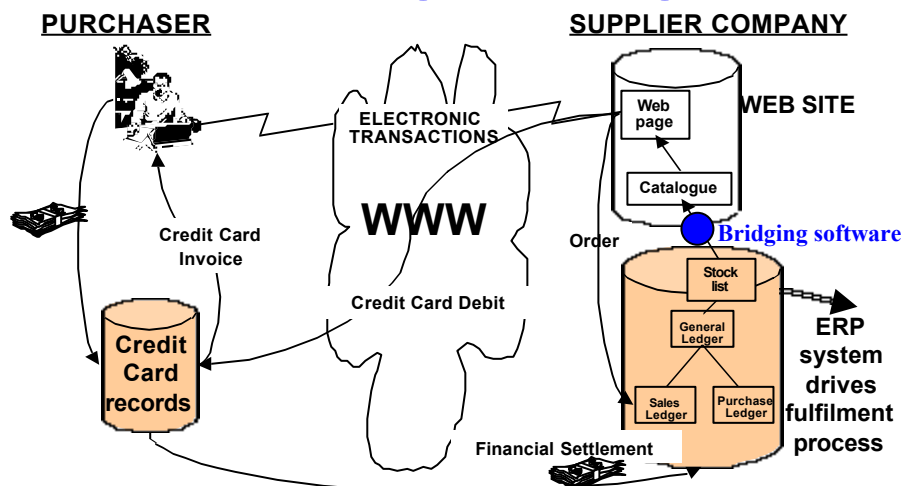 PURCHASER
SUPPLIER COMPANY
WEB SITE
Web
page
ELECTRONIC
TRANSACTIONS
Catalogue
WWW
Credit Card
Invoice
Order
Bridging software
Stock
list
Credit Card Debit
General
Ledger
ERP
system
drives
fulfilment
process
Credit
Card
records
Sales
Ledger
Purchase
Ledger
Financial Settlement